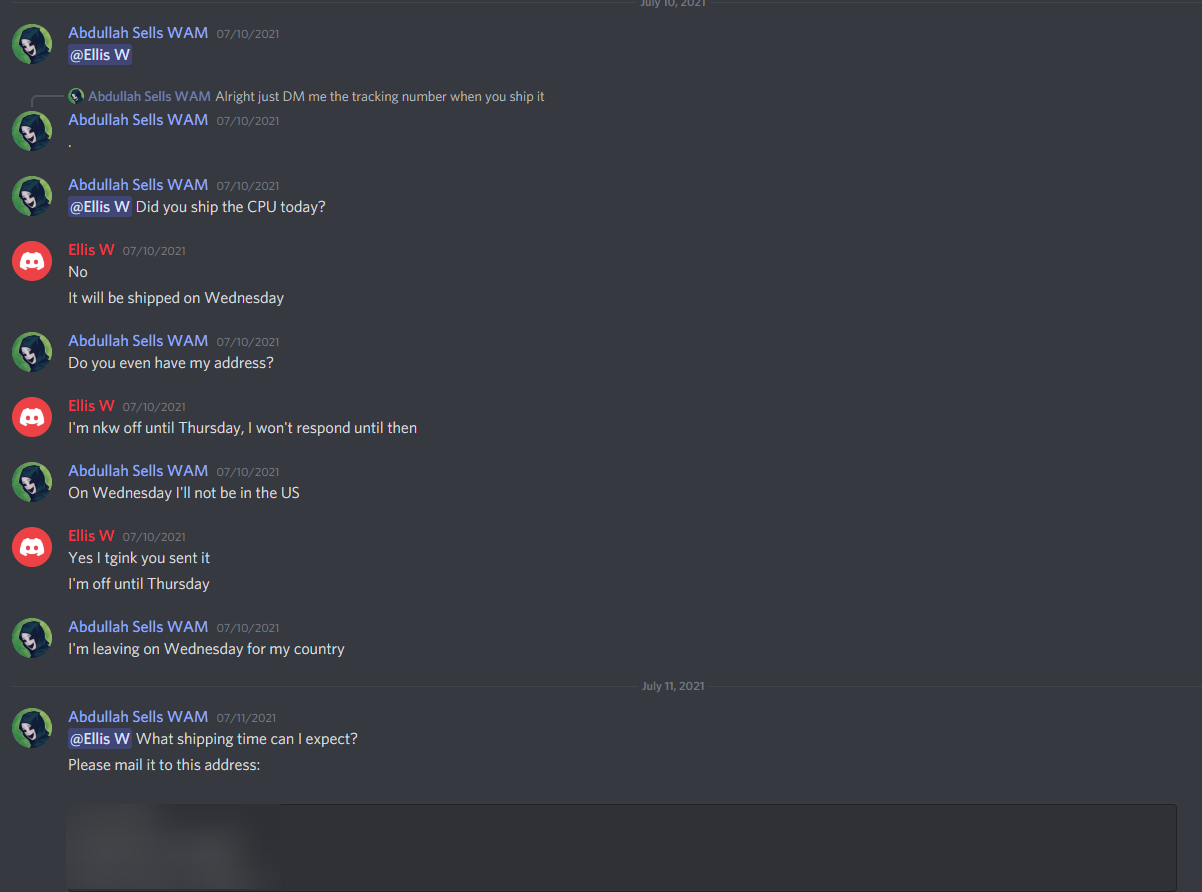 July 10, 2021
Abdullah Sells WAM 07/10/2021
@Ellis W
Abdullah Sells WAM Alright just DM me the tracking number when you ship it
Abdullah Sells WAM 07/10/2021
.
Abdullah Sells WAM 07/10/2021
@Ellis W Did you ship the CPU today?
Ellis W 07/10/2021
No
It will be shipped on Wednesday
Abdullah Sells WAM 07/10/2021
Do you even have my address?
Ellis W 07/10/2021
I'm nkw off until Thursday, I won't respond until then
Abdullah Sells WAM 07/10/2021
On Wednesday I'll not be in the US
Ellis W 07/10/2021
Yes I tgink you sent it
I'm off until Thursday
Abdullah Sells WAM 07/10/2021
I'm leaving on Wednesday for my country
July 11, 2021
Abdullah Sells WAM 07/11/2021
@Ellis W What shipping time can I expect?
Please mail it to this address: